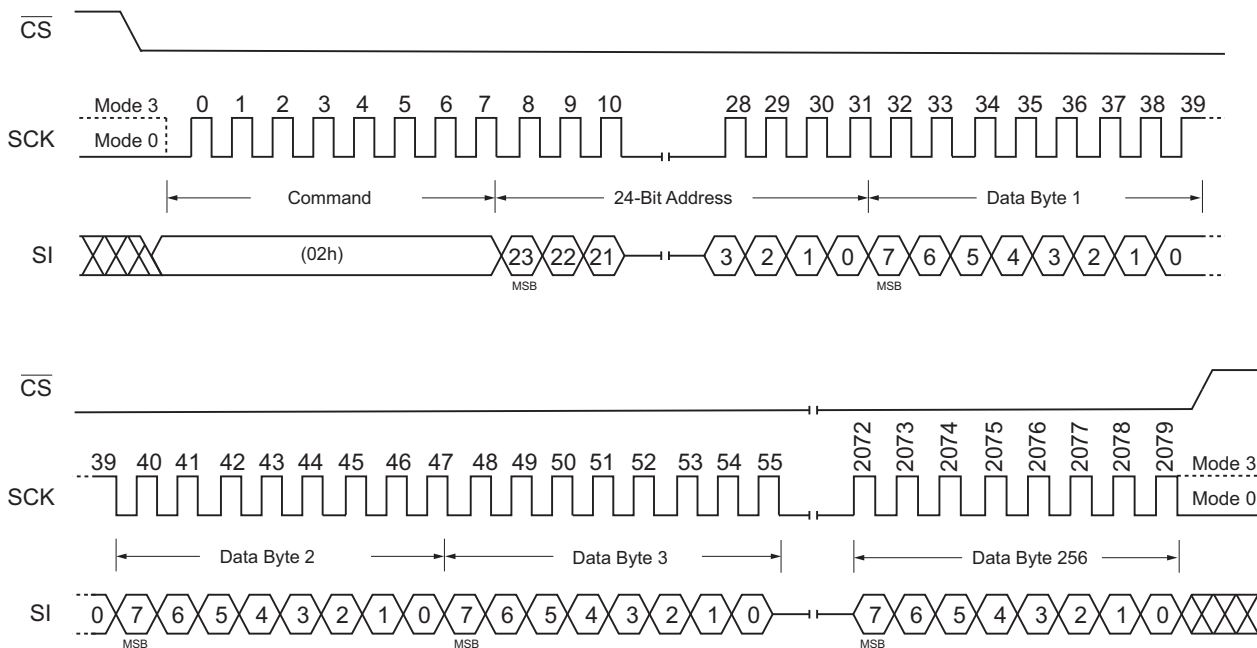 CS
Mode 3
0 1 2 3 4 5 6 7 8 9 10 28 29 30 31 32 33 34 35 36 37 38 39
SCK
Mode 0
Command 24-Bit Address Data Byte 1
SI
(02h)
23 22 21 3 2 1 0 7 6 5 4 3 2 1 0
MSB MSB
CS
39 40 41 42 43 44 45 46 47 48 49 50 51 52 53 54 55 2072 2073 2074 2075 2076 2077 2078 2079
Mode 3
SCK
Mode 0
Data Byte 2 Data Byte 3 Data Byte 256
SI
0 7 6 5 4 3 2 1 0 7 6 5 4 3 2 1 0 7 6 5 4 3 2 1 0
MSB MSB MSB